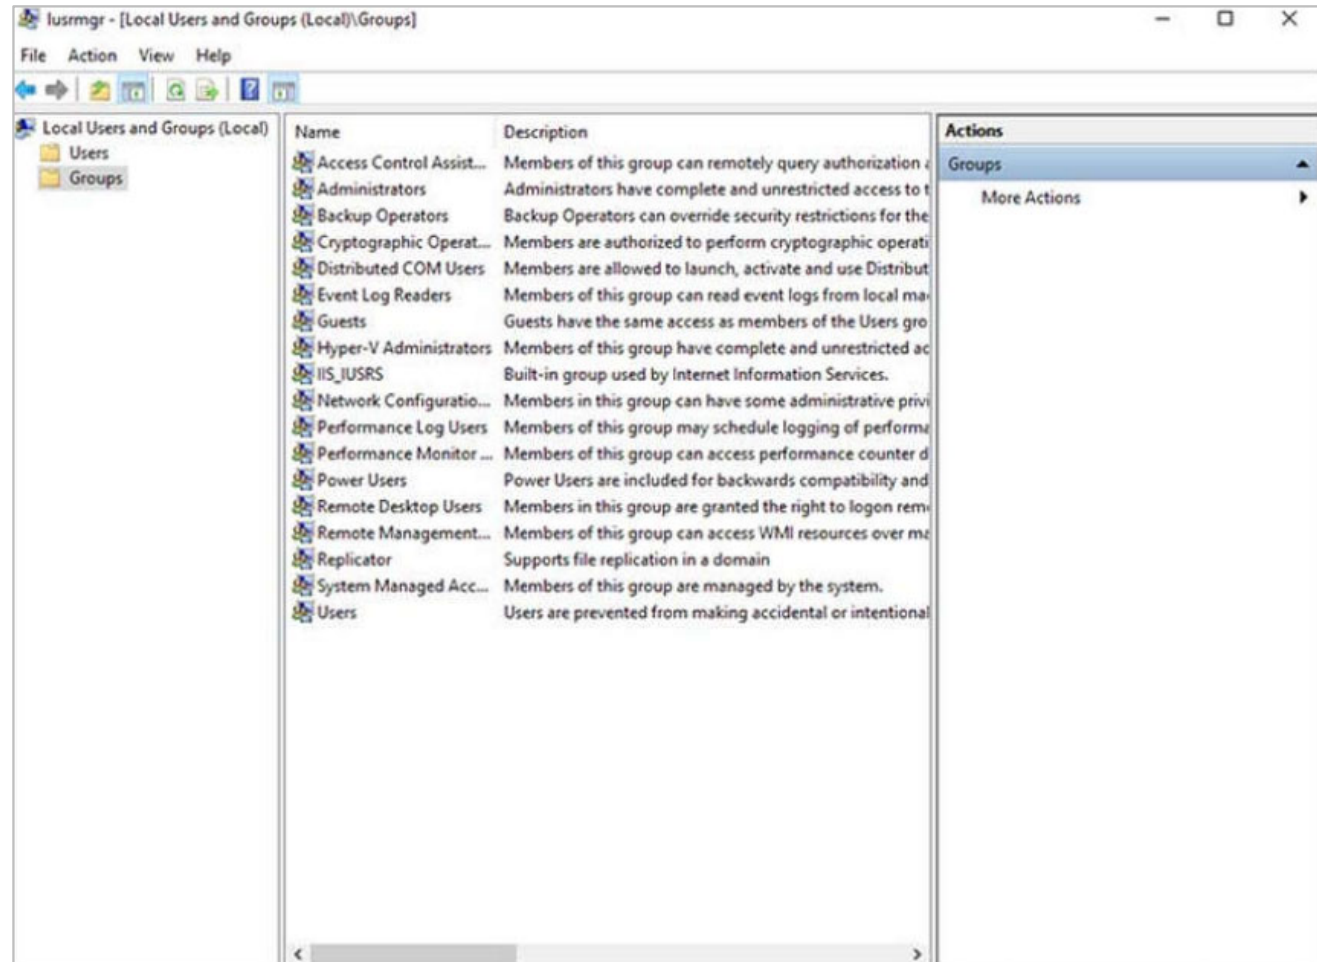 lusrmgr - [Local Users and Groups (Local)\Groups]
File Action View Help
Local Users and Groups (Local)
Users
Groups
Name Description
Access Control Assist... Members of this group can remotely query authorization
Administrators Administrators have complete and unrestricted access to t
Backup Operators Backup Operators can override security restrictions for the
Cryptographic Operat... Members are authorized to perform cryptographic operati
Distributed COM Users Members are allowed to launch, activate and use Distribut
Event Log Readers Members of this group can read event logs from local ma
Guests Guests have the same access as members of the Users gro
Hyper-V Administrators Members of this group have complete and unrestricted ac
IIS_IUSRS Built-in group used by Internet Information Services.
Network Configuratio... Members in this group can have some administrative privi
Performance Log Users Members of this group may schedule logging of performa
Performance Monitor ... Members of this group can access performance counter d
Power Users Power Users are included for backwards compatibility and
Remote Desktop Users Members in this group are granted the right to logon rem
Remote Management... Members of this group can access WMI resources over ma
Replicator Supports file replication in a domain
System Managed Acc... Members of this group are managed by the system.
Users Users are prevented from making accidental or intentional
Actions
Groups
More Actions